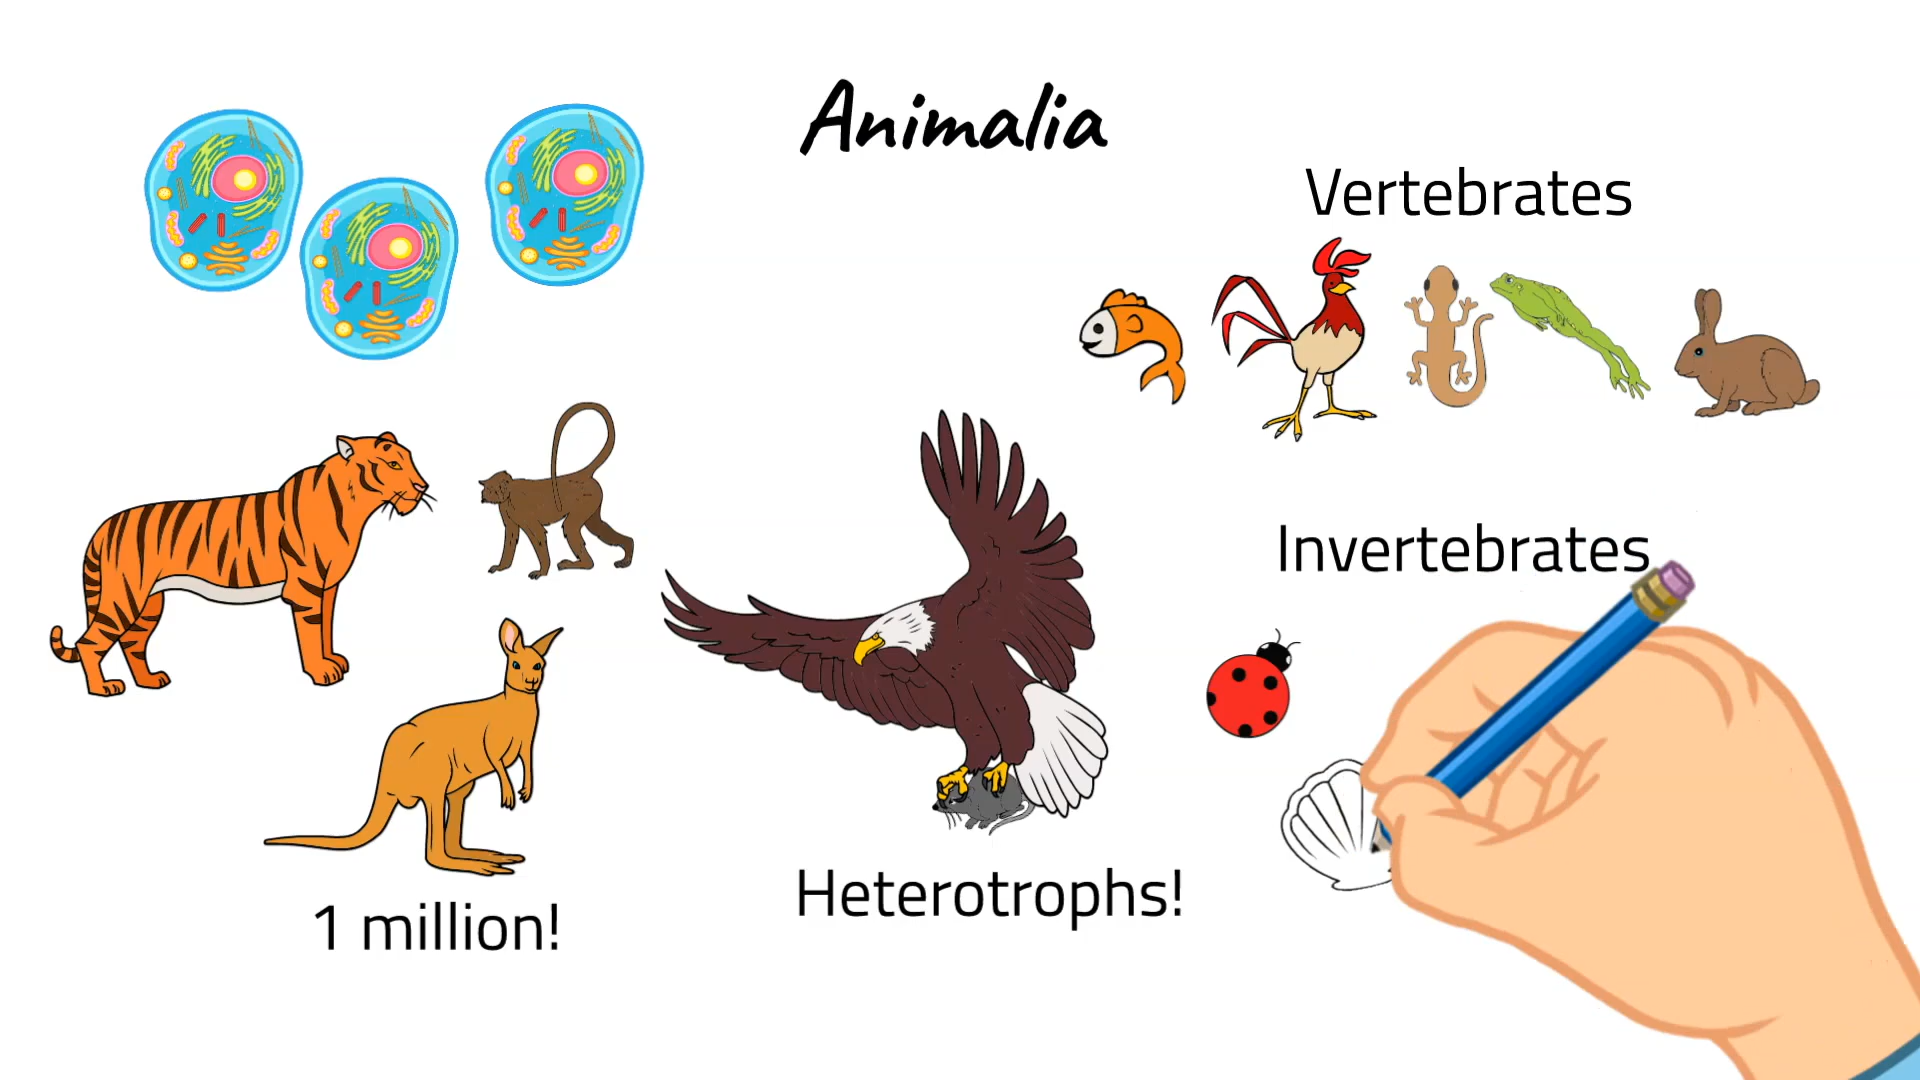 Animalia
Vertebrates
Invertebrates
Heterotrophs!
1 million!